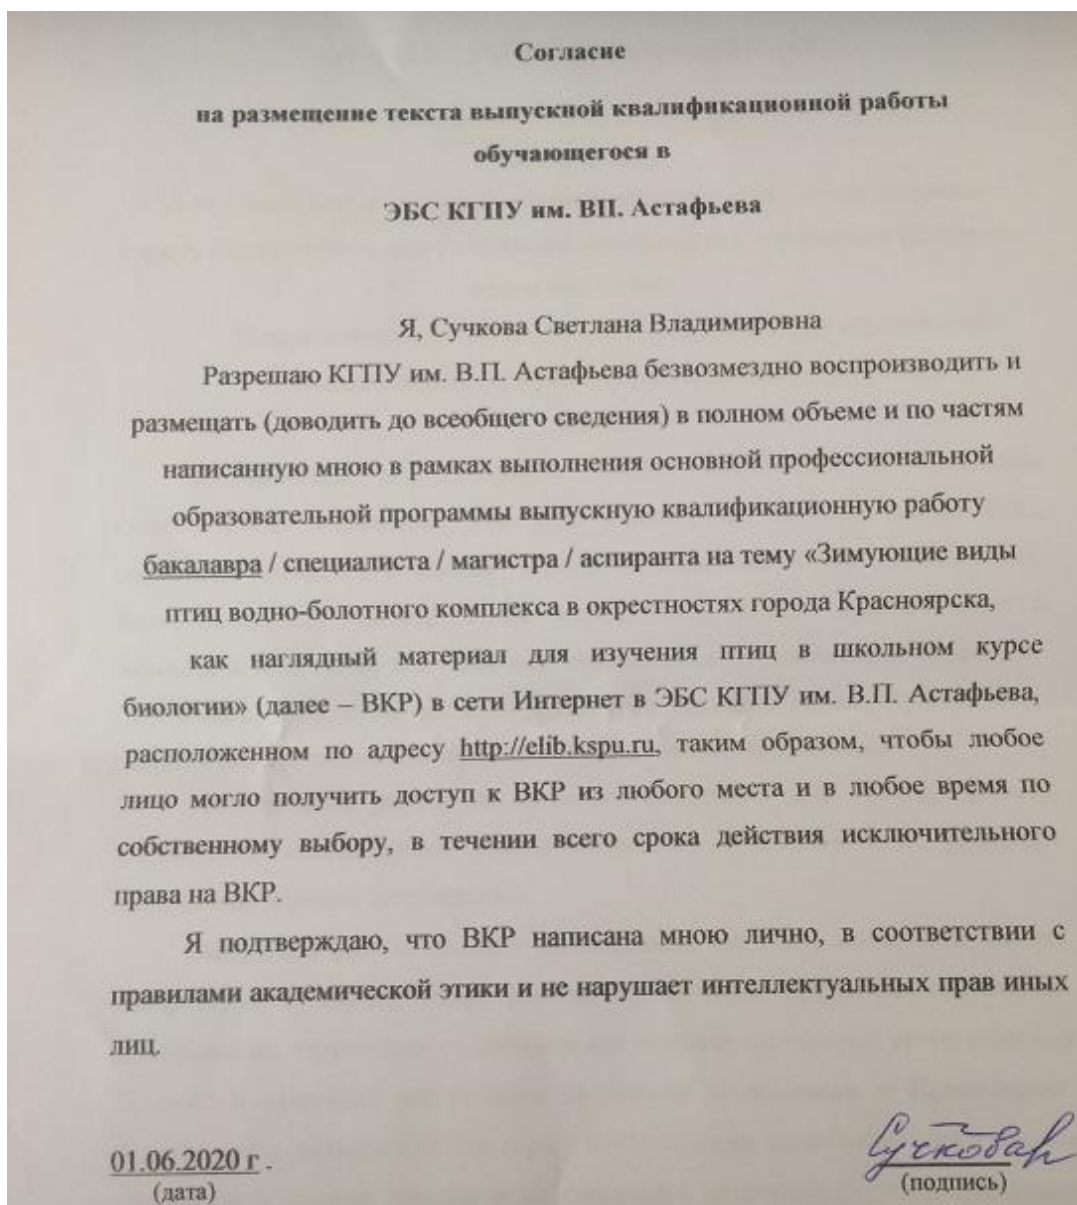 Согласие
на размещение текста выпускной квалификационной работы
обучающегося в
ЭБС КГПУ им. ВП. Астафьева
Я, Сучкова Светлана Владимировна
Разрешаю КГПУ им. В.П. Астафьева безвозмездно воспроизводить и
размещать (доводить до всеобщего сведения) в полном объеме и по частям
написанную мною в рамках выполнения основной профессиональной
образовательной программы выпускную квалификационную работу
бакалавра / специалиста / магистра / аспиранта на тему «Зимующие виды
птиц водно-болотного комплекса в окрестностях города Красноярска,
как наглядный материал для изучения птиц в школьном курсе
биологии» (далее – ВКР) в сети Интернет в ЭБС КГПУ им. В.П. Астафьева,
расположенном по адресу http://elib.kspu.ru, таким образом, чтобы любое
лицо могло получить доступ к ВКР из любого места и в любое время по
собственному выбору, в течении всего срока действия исключительного
права на ВКР.
Я подтверждаю, что ВКР написана мною лично, в соответствии с
правилами академической этики и не нарушает интеллектуальных прав иных
лиц.
01.06.2020 г . Сучкова
(дата) (подпись)